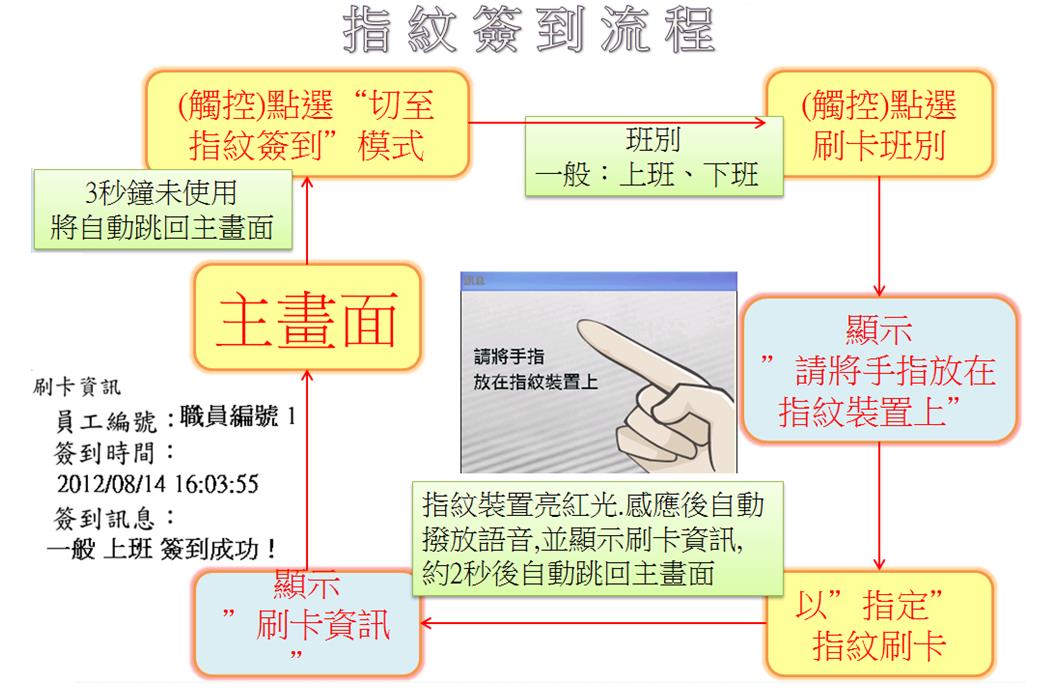 指紋簽到流程
(觸控)點選“切至
指紋簽到”模式
班別
一般：上班、下班
(觸控)點選
刷卡班別
3秒鐘未使用
將自動跳回主畫面
主畫面
訊息
請將手指
放在指紋裝置上
顯示
”請將手指放在
指紋裝置上”
刷卡資訊
員工編號：職員編號 1
簽到時間：
2012/08/14 16:03:55
簽到訊息：
一般 上班 簽到成功！
指紋裝置亮紅光.感應後自動
撥放語音,並顯示刷卡資訊,
約2秒後自動跳回主畫面
顯示
”刷卡資訊
”
以”指定”
指紋刷卡